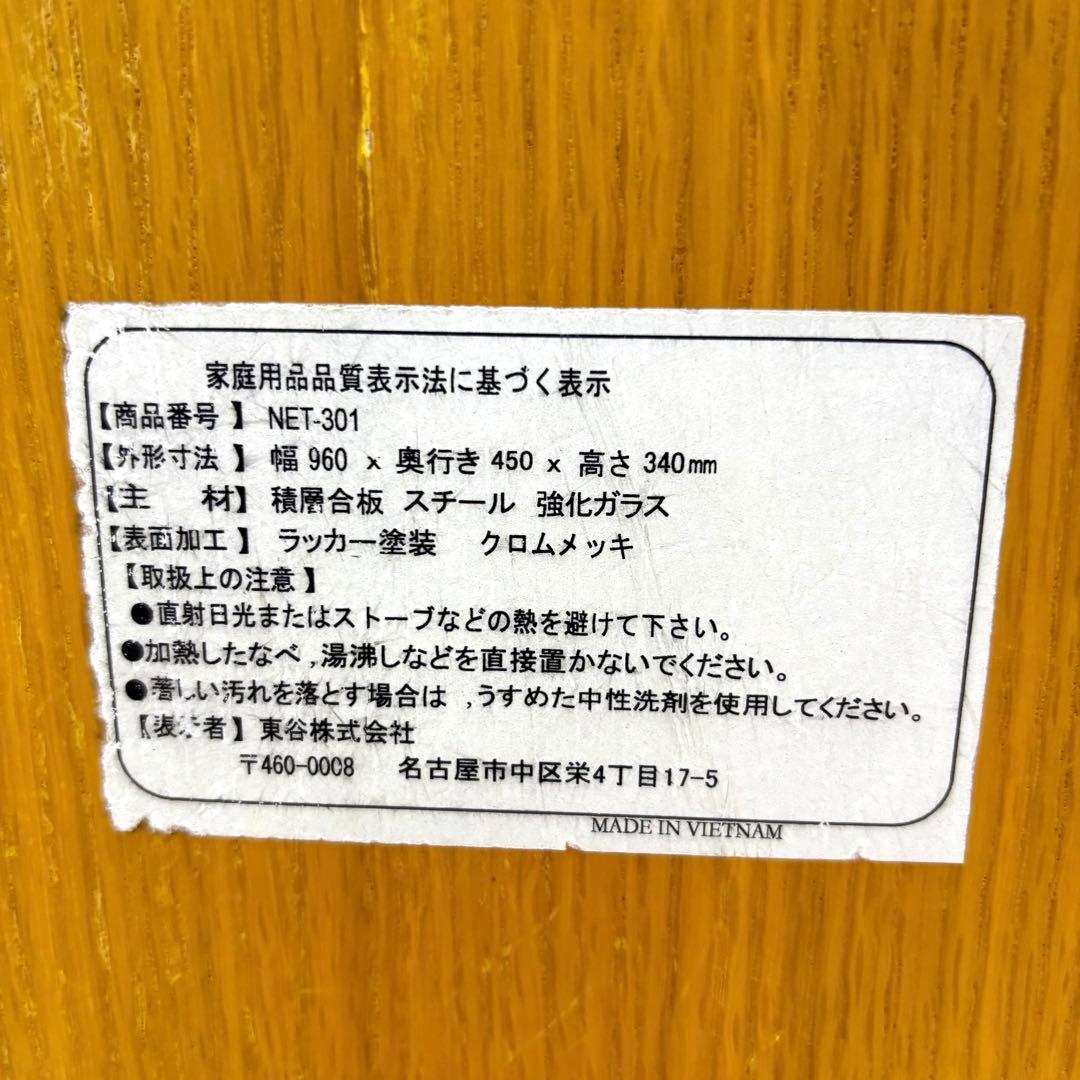 家庭用品品質表示法に基づく表示
【商品番号 】 NET-301
【外形寸法 】 幅 960 x 奥行き 450 x 高さ 340mm
【主 材】 積層合板 スチール 強化ガラス
【表面加工 】 ラッカー塗装 クロムメッキ
【取扱上の注意 】
●直射日光またはストーブなどの熱を避けて下さい。
●加熱したなべ ,湯沸しなどを直接置かないでください。
●著しい汚れを落とす場合は ,うすめた中性洗剤を使用してください。
【表示者 】 東谷株式会社
〒460-0008 名古屋市中区栄4丁目17-5
MADE IN VIETNAM